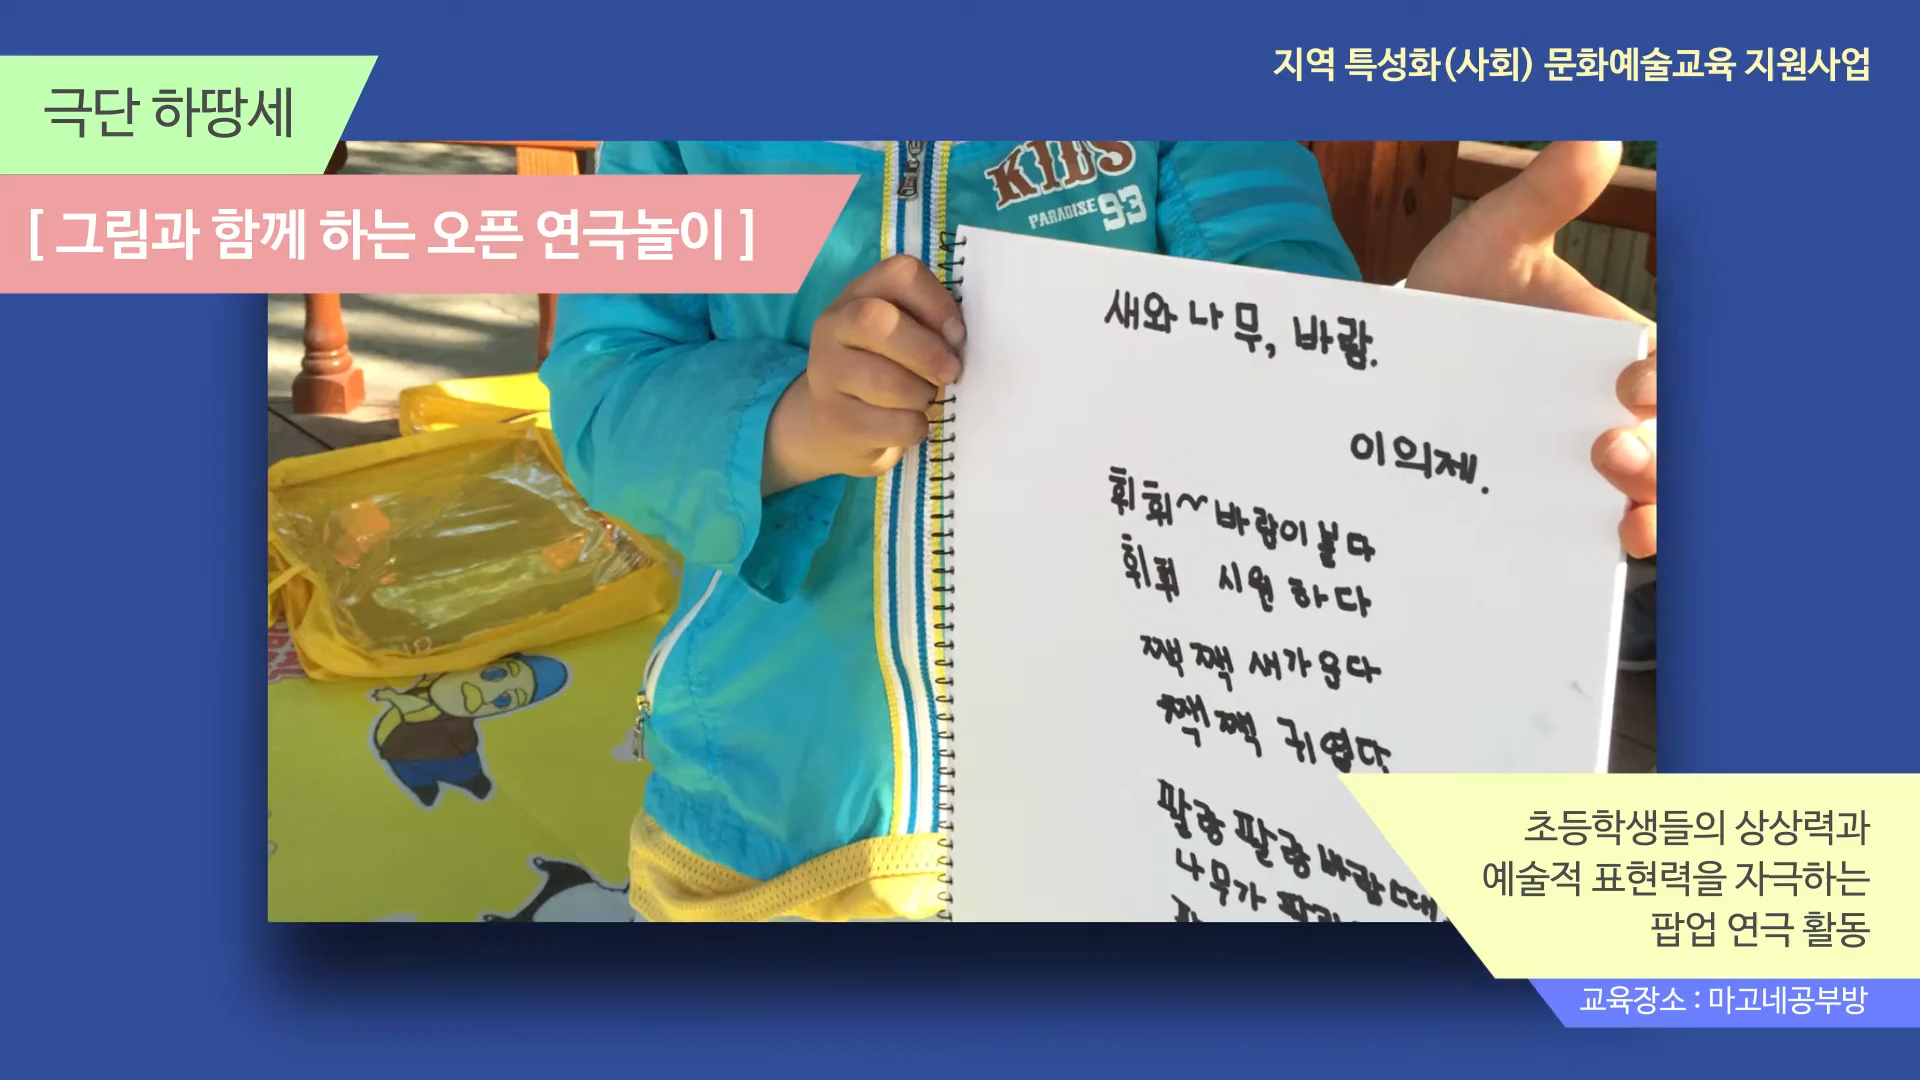 지역 특성화(사회) 문화예술교육 지원사업
극단 하땅세
[ 그림과 함께 하는 오픈 연극놀이 ]
KIDS
PARADISE 93
새와 나무, 바람.
이의제.
휘휘~ 바람이 불다
휘휘 시원하다
짹짹 새가 운다
짹짹 귀엽다.
팔랑 팔랑 바람 때
나무가
초등학생들의 상상력과
예술적 표현력을 자극하는
팝업 연극 활동
교육장소 : 마고네공부방